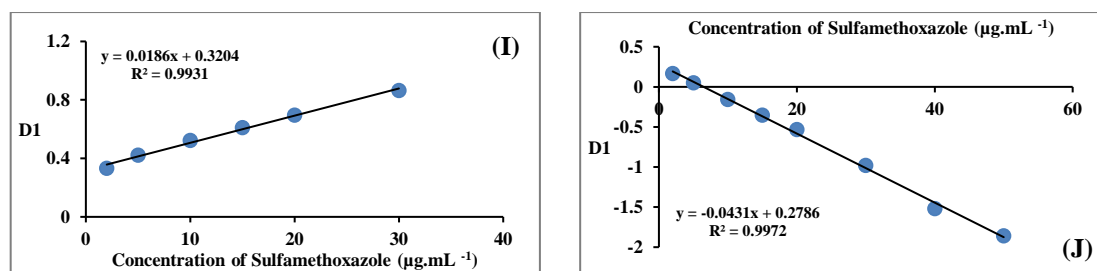 1.2
0.8
0.4
0
D1
y = 0.0186x + 0.3204
R² = 0.9931
(I)
0 10 20 30 40
Concentration of Sulfamethoxazole (µg.mL -1)
Concentration of Sulfamethoxazole (µg.mL -1)
0.5
0
-0.5
-1
-1.5
-2
D1
0 20 40 60
y = -0.0431x + 0.2786
R² = 0.9972
(J)